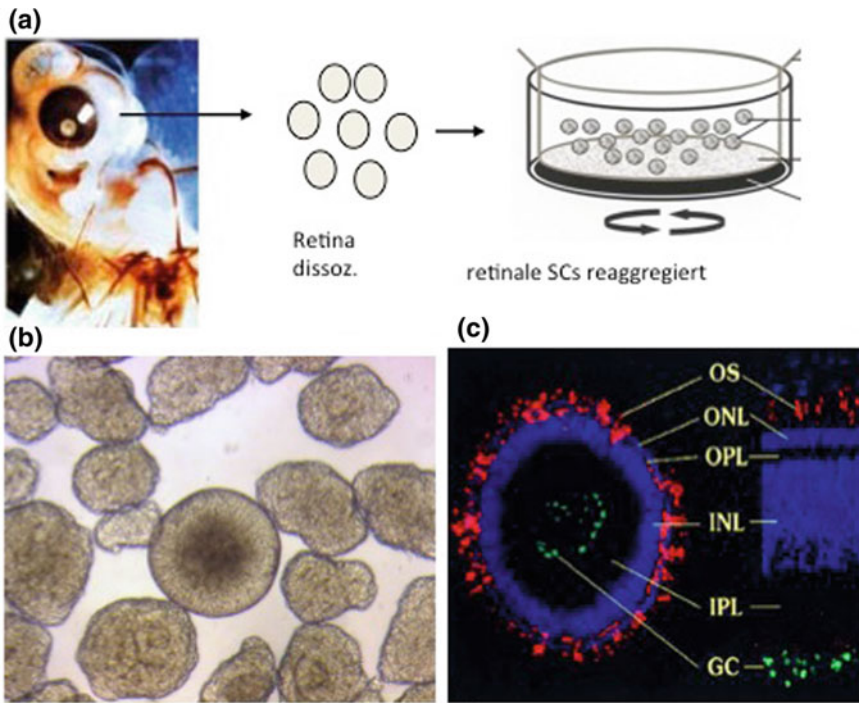 (a)
Retina
dissoz.
retinale SCs reaggregiert
(b)
(c)
OS
ONL
OPL
INL
IPL
GC